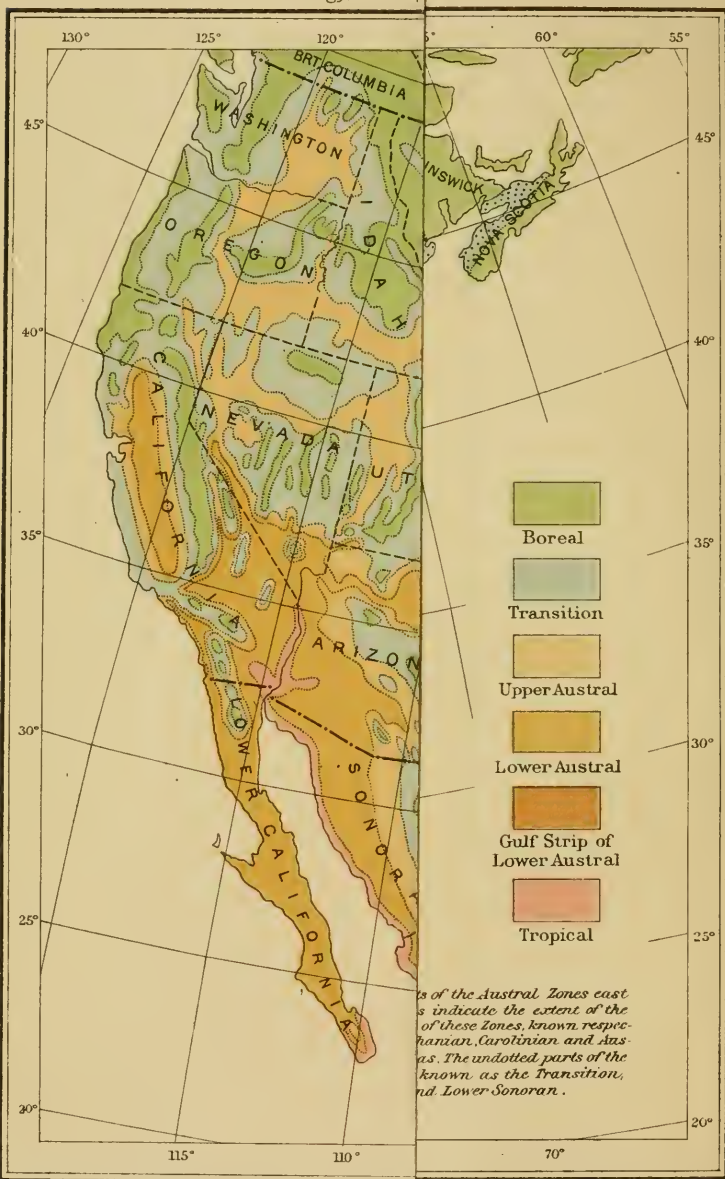 130°
125°
120°
5
60°
55°
BRT. COLUMBIA
WASHINGTON
45°
INSWICK
NOVA SCOTIA
45°
OREGON
IDAH
40°
40°
CALIFORNIA
NEVADA
UT
35°
35°
Boreal
Transition
ARIZON
Upper Austral
30°
30°
Lower Austral
LOWER CALIFORNIA
SONORA
Gulf Strip of
Lower Austral
25°
25°
Tropical
ts of the Austral Zones east
s indicate the extent of the
of these Zones, known respec-
hanian, Carolinian and Aus-
as. The undotted parts of the
known as the Transition,
nd Lower Sonoran.
20°
20°
115°
110°
70°